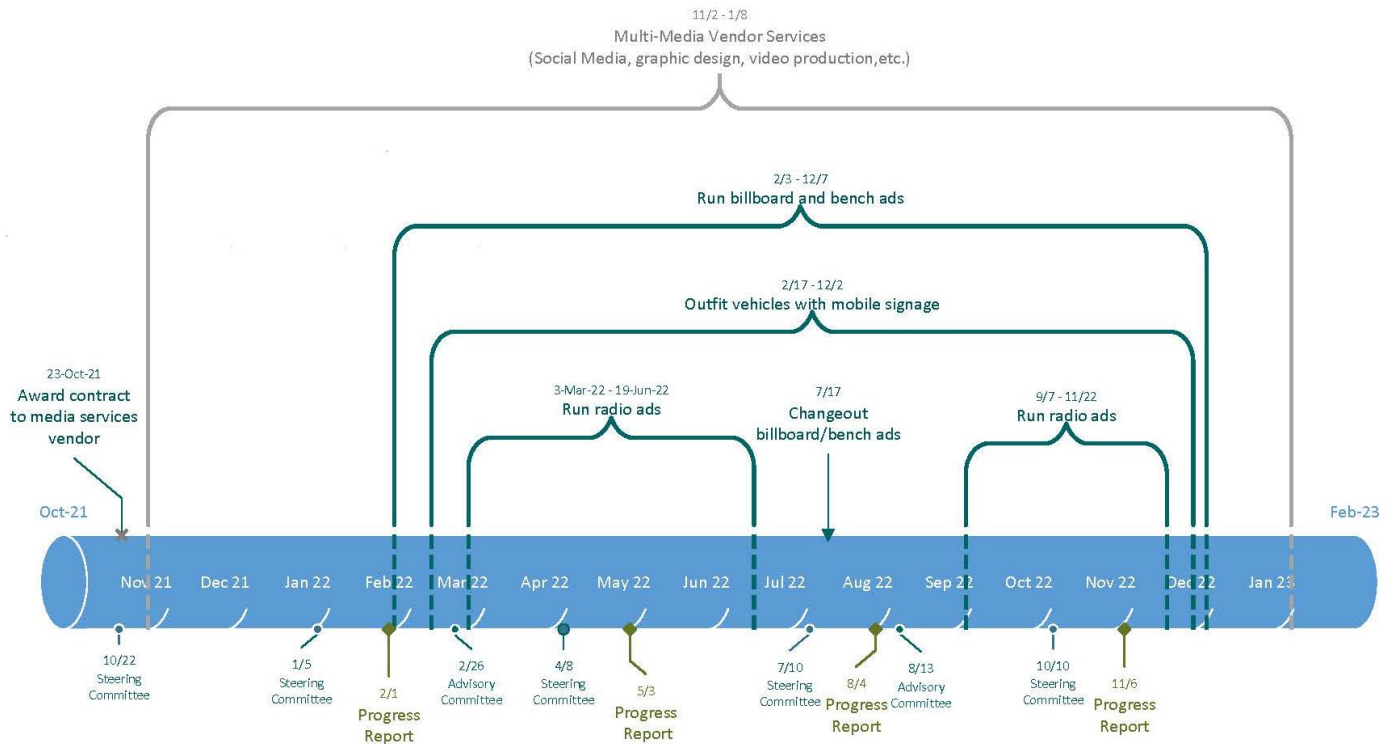 11/2 - 1/8
Multi-Media Vendor Services
(Social Media, graphic design, video production,etc.)
2/3 - 12/7
Run billboard and bench ads
2/17 - 12/2
Outfit vehicles with mobile signage
23-Oct-21
Award contract
to media services
vendor
3-Mar-22 - 19-Jun-22
Run radio ads
7/17
Changeout
billboard/bench ads
9/7 - 11/22
Run radio ads
Oct-21
Feb-23
Nov 21
Dec 21
Jan 22
Feb 22
Mar 22
Apr 22
May 22
Jun 22
Jul 22
Aug 22
Sep 22
Oct 22
Nov 22
Dec 22
Jan 23
10/22
Steering
Committee
1/5
Steering
Committee
2/1
Progress
Report
2/26
Advisory
Committee
4/8
Steering
Committee
5/3
Progress
Report
7/10
Steering
Committee
8/4
Progress
Report
8/13
Advisory
Committee
10/10
Steering
Committee
11/6
Progress
Report